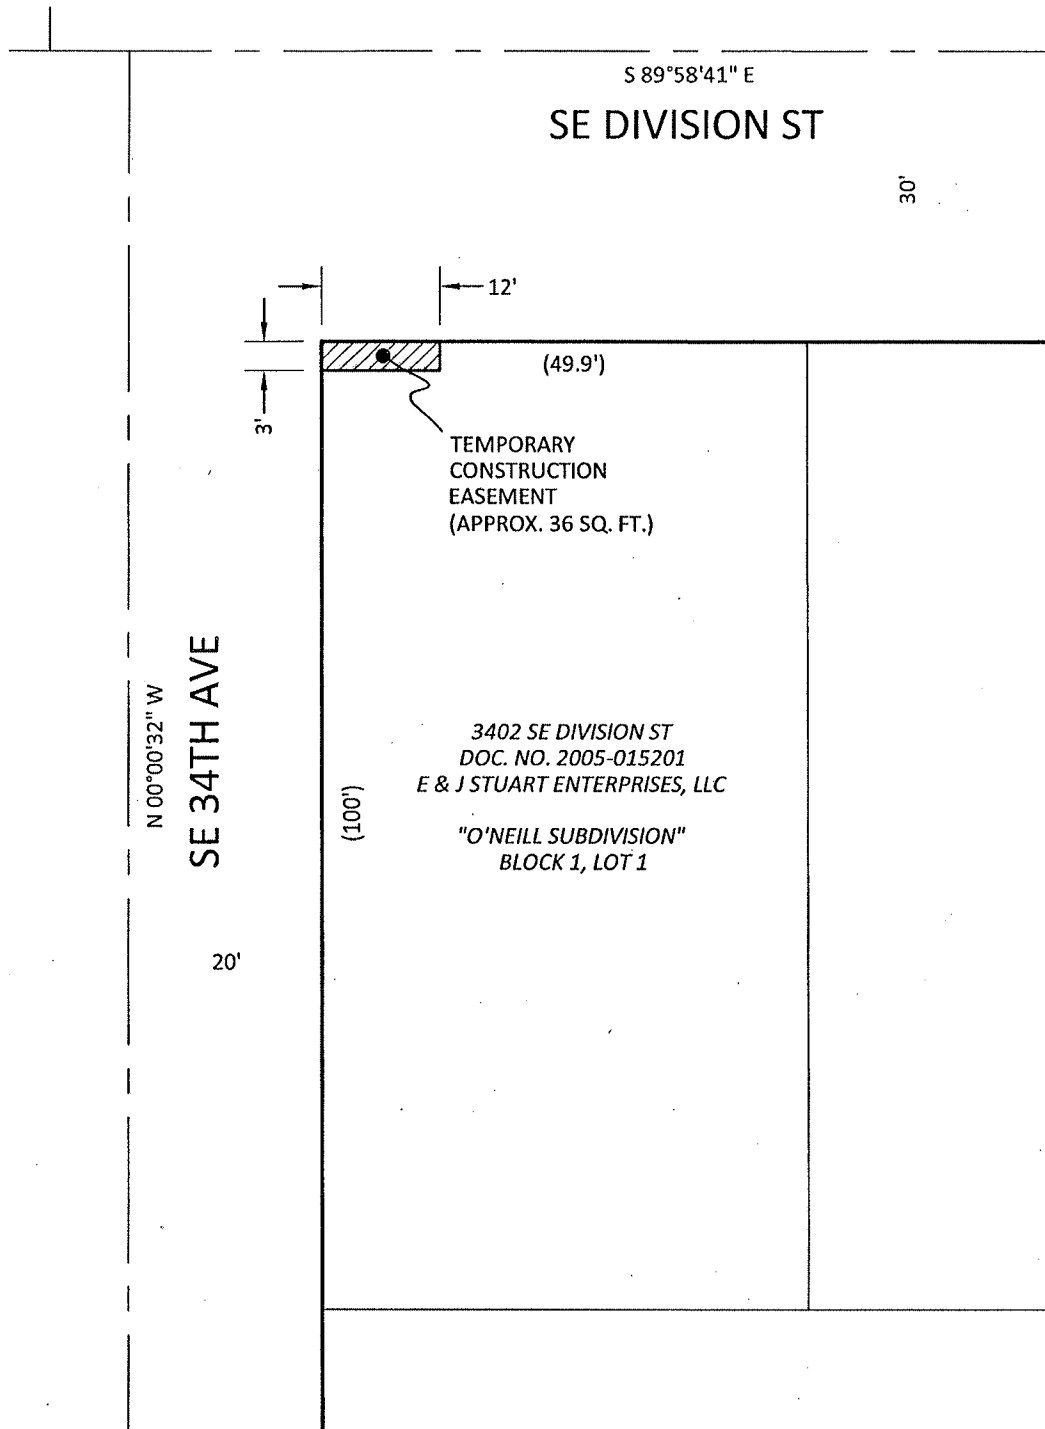 S 89°58'41" E
SE DIVISION ST
30'
12'
3'
(49.9')
TEMPORARY
CONSTRUCTION
EASEMENT
(APPROX. 36 SQ. FT.)
N 00°00'32" W
SE 34TH AVE
(100')
3402 SE DIVISION ST
DOC. NO. 2005-015201
E & J STUART ENTERPRISES, LLC
"O'NEILL SUBDIVISION"
BLOCK 1, LOT 1
20'